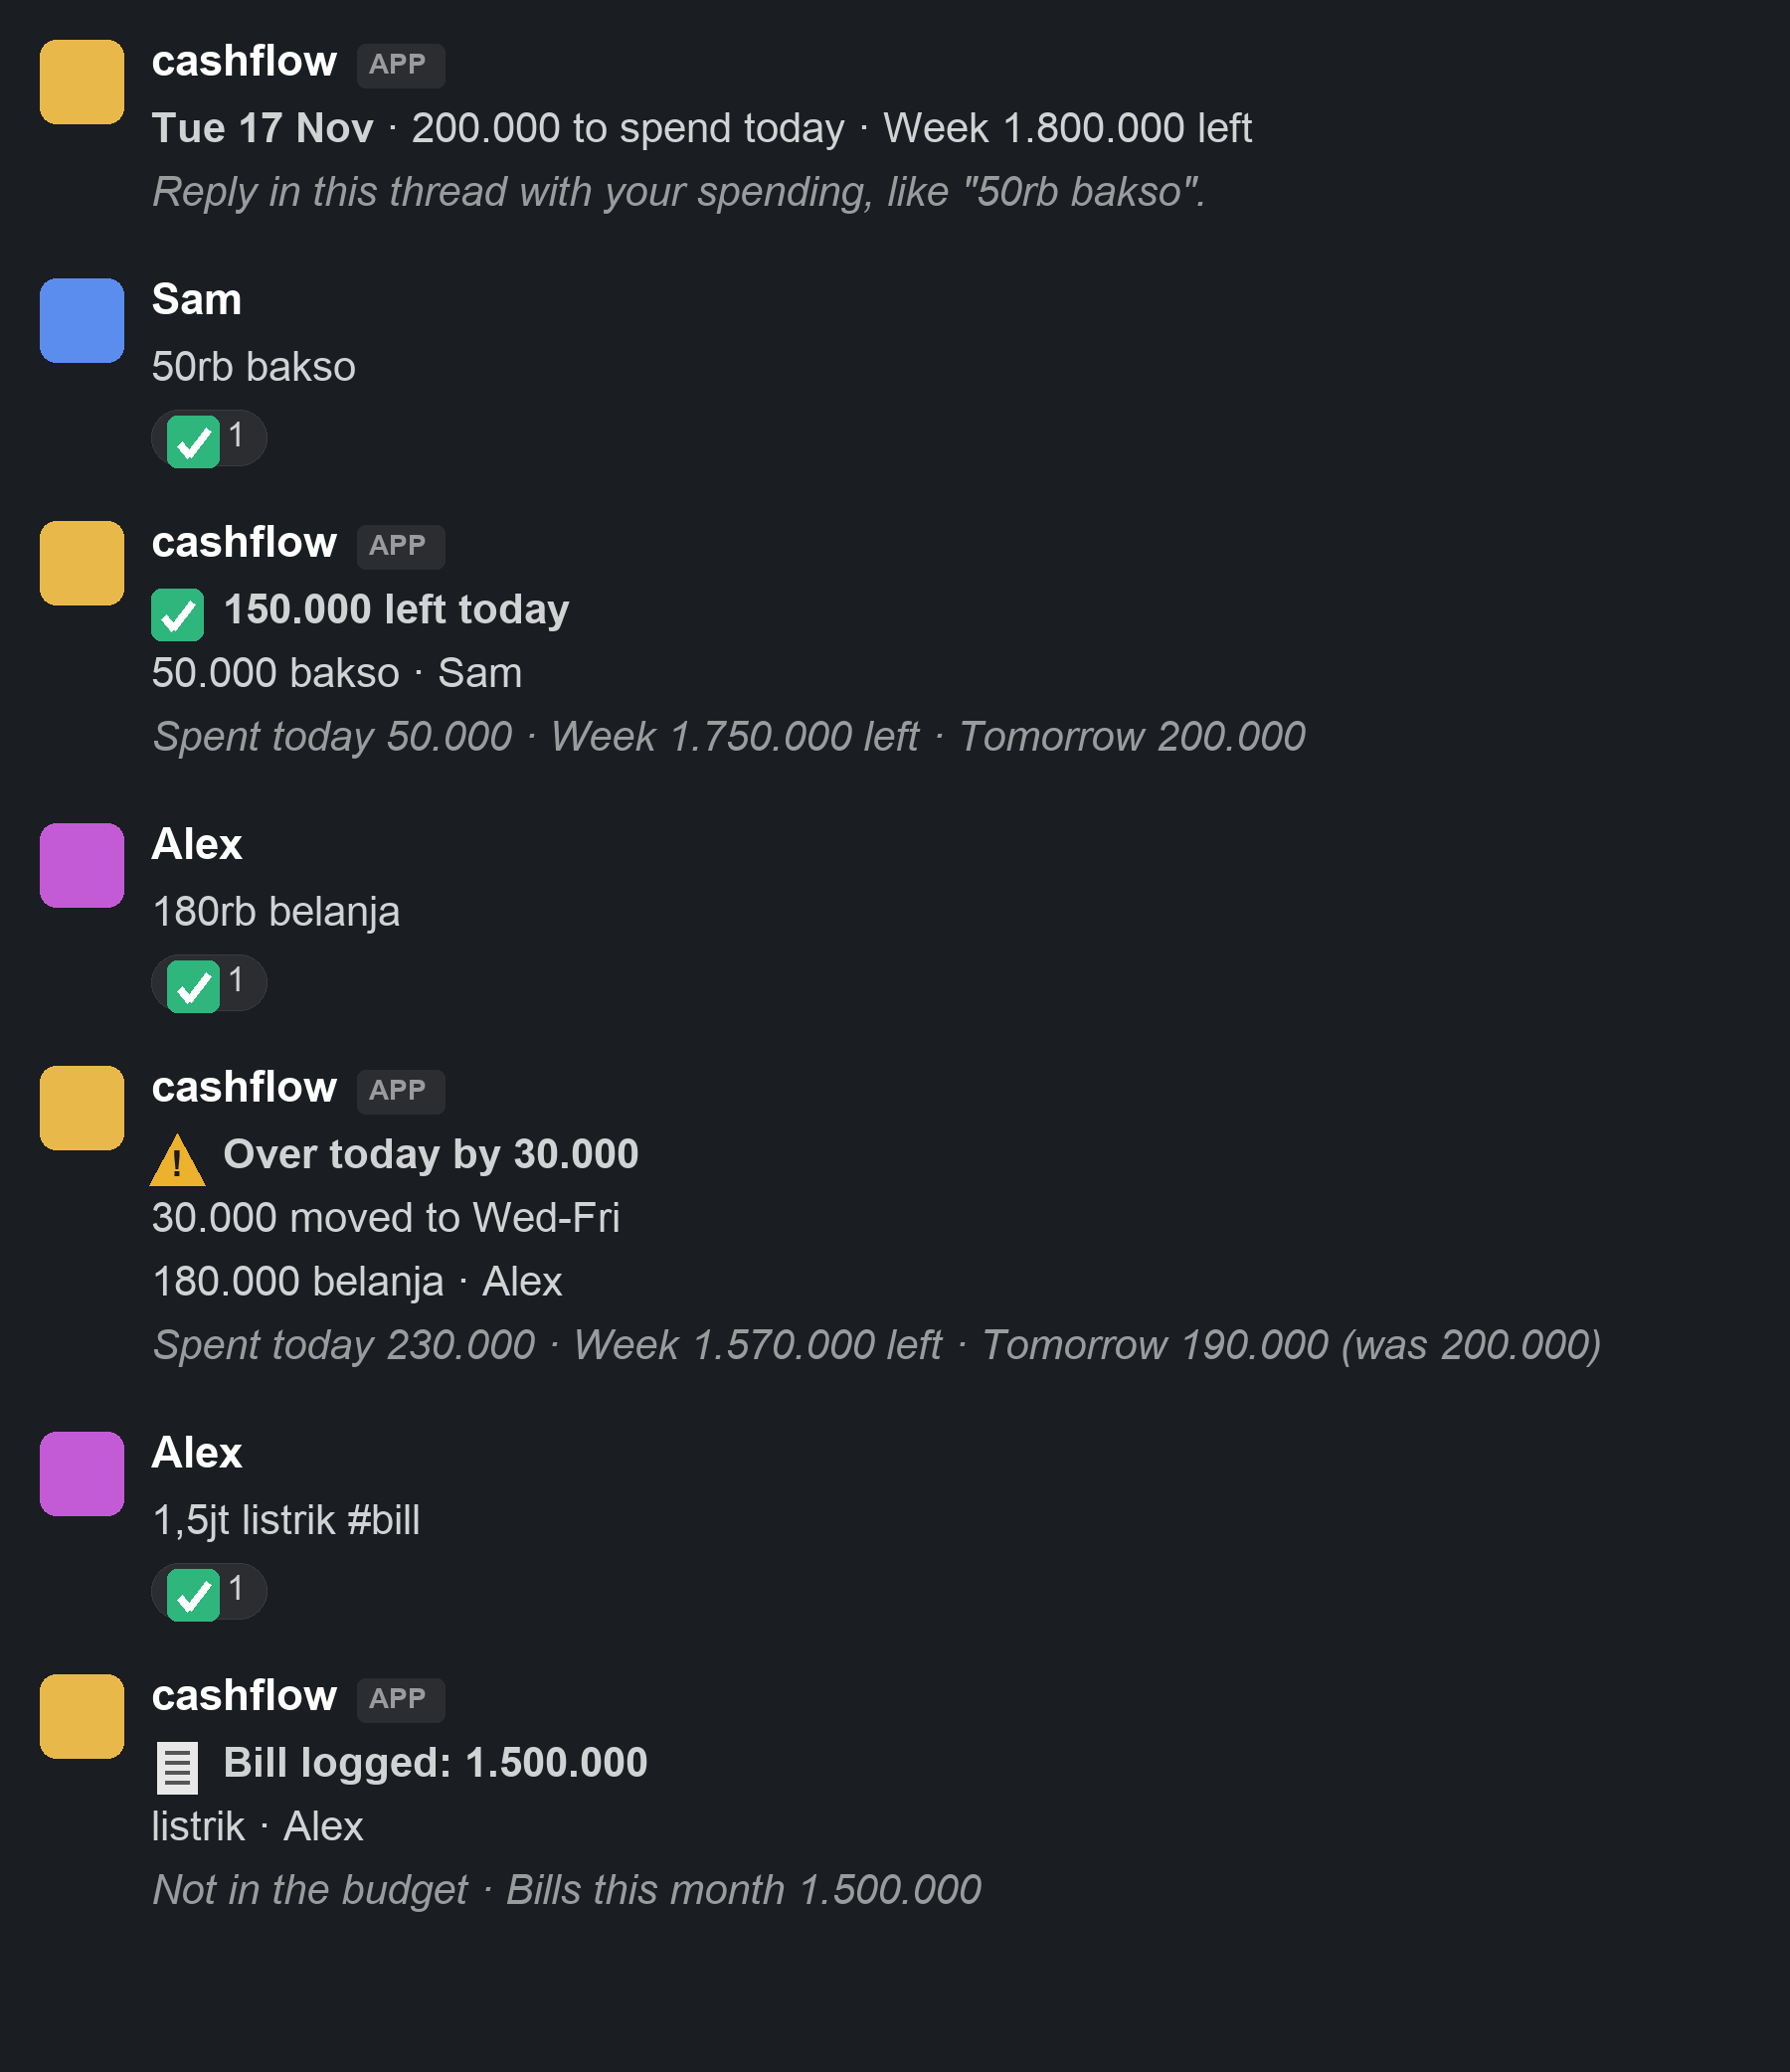 cashflow APP
Tue 17 Nov · 200.000 to spend today · Week 1.800.000 left
Reply in this thread with your spending, like "50rb bakso".
Sam
50rb bakso
1
cashflow APP
150.000 left today
50.000 bakso · Sam
Spent today 50.000 · Week 1.750.000 left · Tomorrow 200.000
Alex
180rb belanja
1
cashflow APP
Over today by 30.000
30.000 moved to Wed-Fri
180.000 belanja · Alex
Spent today 230.000 · Week 1.570.000 left · Tomorrow 190.000 (was 200.000)
Alex
1,5jt listrik #bill
1
cashflow APP
Bill logged: 1.500.000
listrik · Alex
Not in the budget · Bills this month 1.500.000